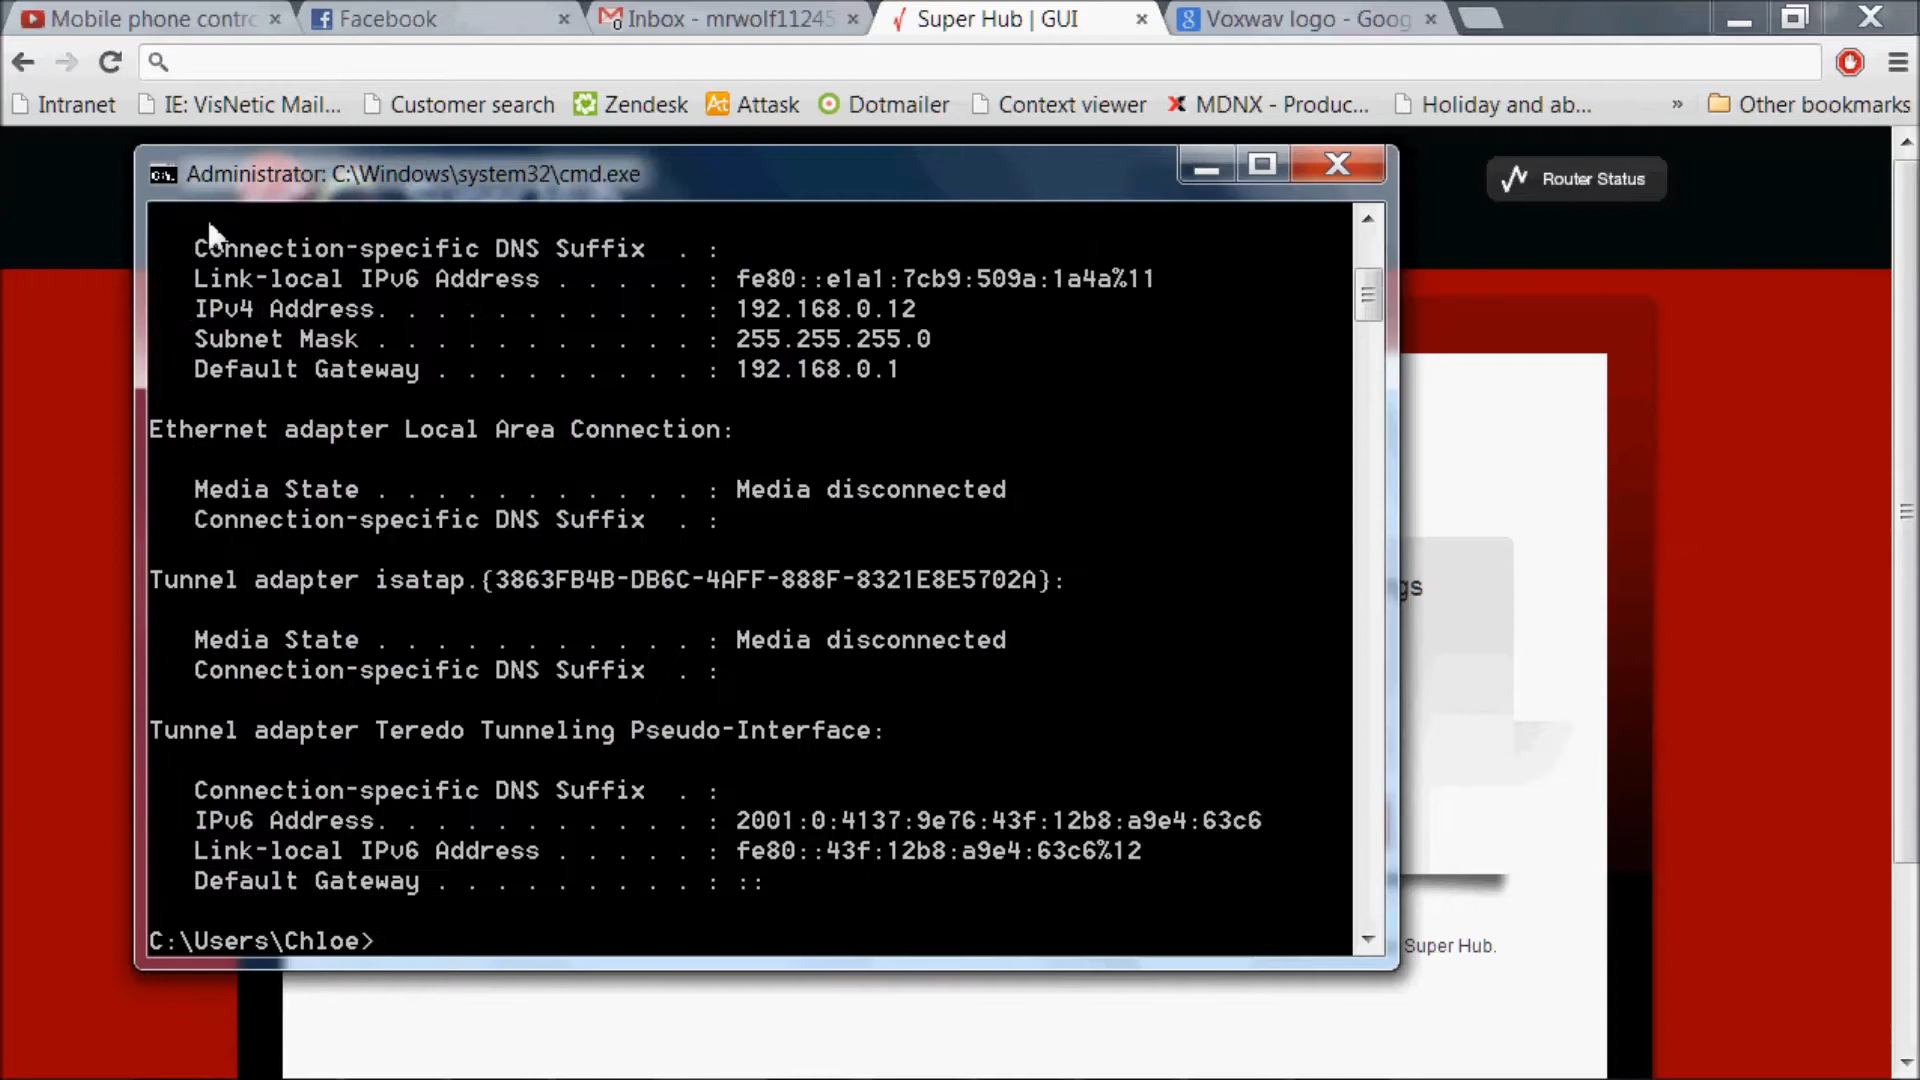 Mobile phone contro
Facebook
Inbox - mrwolf11245
Super Hub | GUI
Voxwav logo - Goog
Intranet
IE: VisNetic Mail...
Customer search
Zendesk
At Attask
Dotmailer
Context viewer
MDNX - Produc...
Holiday and ab...
»
Other bookmarks
Router Status
Administrator: C:\Windows\system32\cmd.exe
Connection-specific DNS Suffix  . :
Link-local IPv6 Address . . . . . : fe80::e1a1:7cb9:509a:1a4a%11
IPv4 Address. . . . . . . . . . . : 192.168.0.12
Subnet Mask . . . . . . . . . . . : 255.255.255.0
Default Gateway . . . . . . . . . : 192.168.0.1
Ethernet adapter Local Area Connection:
Media State . . . . . . . . . . . : Media disconnected
Connection-specific DNS Suffix  . :
Tunnel adapter isatap.{3863FB4B-DB6C-4AFF-888F-8321E8E5702A}:
Media State . . . . . . . . . . . : Media disconnected
Connection-specific DNS Suffix  . :
Tunnel adapter Teredo Tunneling Pseudo-Interface:
Connection-specific DNS Suffix  . :
IPv6 Address. . . . . . . . . . . : 2001:0:4137:9e76:43f:12b8:a9e4:63c6
Link-local IPv6 Address . . . . . : fe80::43f:12b8:a9e4:63c6%12
Default Gateway . . . . . . . . . : ::
C:\Users\Chloe>
gs
Super Hub.